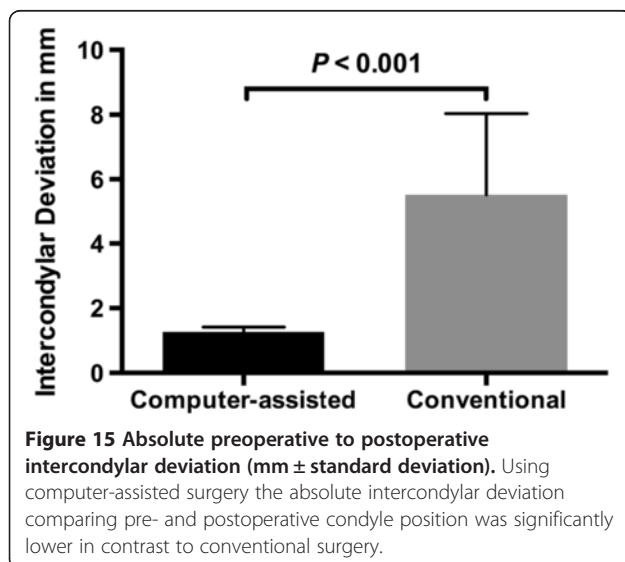 10
P < 0.001
8
6
4
2
0
Intercondylar Deviation in mm
Computer-assisted Conventional
Figure 15 Absolute preoperative to postoperative
intercondylar deviation (mm ± standard deviation). Using
computer-assisted surgery the absolute intercondylar deviation
comparing pre- and postoperative condyle position was significantly
lower in contrast to conventional surgery.